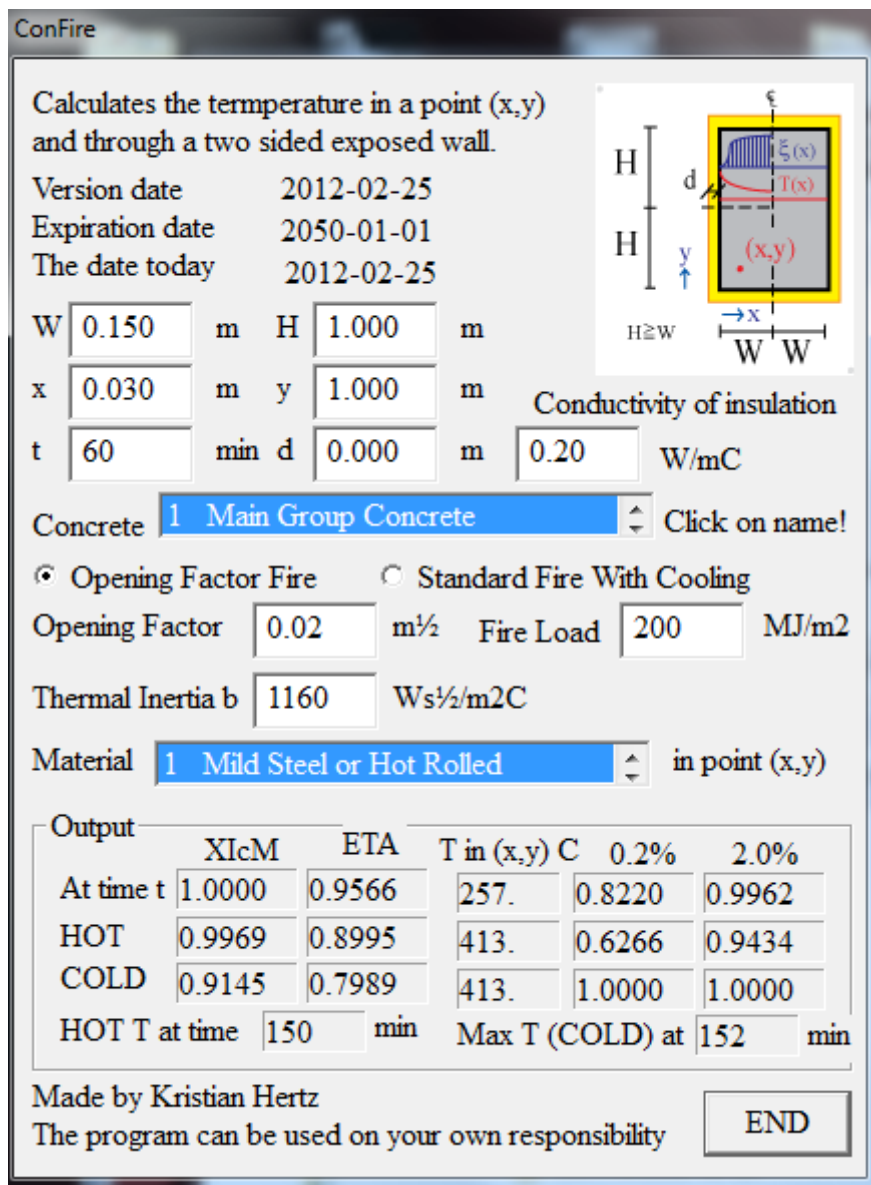 ConFire
Calculates the termperature in a point (x,y)
and through a two sided exposed wall.
Version date 2012-02-25
Expiration date 2050-01-01
The date today 2012-02-25
℄
H
ξ(x)
d
T(x)
H
y
(x,y)
x
H≧W
W W
W 0.150 m H 1.000 m
x 0.030 m y 1.000 m
Conductivity of insulation
t 60 min d 0.000 m 0.20 W/mC
Concrete 1 Main Group Concrete Click on name!
Opening Factor Fire Standard Fire With Cooling
Opening Factor 0.02 m½ Fire Load 200 MJ/m2
Thermal Inertia b 1160 Ws½/m2C
Material 1 Mild Steel or Hot Rolled in point (x,y)
Output
XIcM ETA T in (x,y) C 0.2% 2.0%
At time t 1.0000 0.9566 257. 0.8220 0.9962
HOT 0.9969 0.8995 413. 0.6266 0.9434
COLD 0.9145 0.7989 413. 1.0000 1.0000
HOT T at time 150 min Max T (COLD) at 152 min
Made by Kristian Hertz
The program can be used on your own responsibility
END